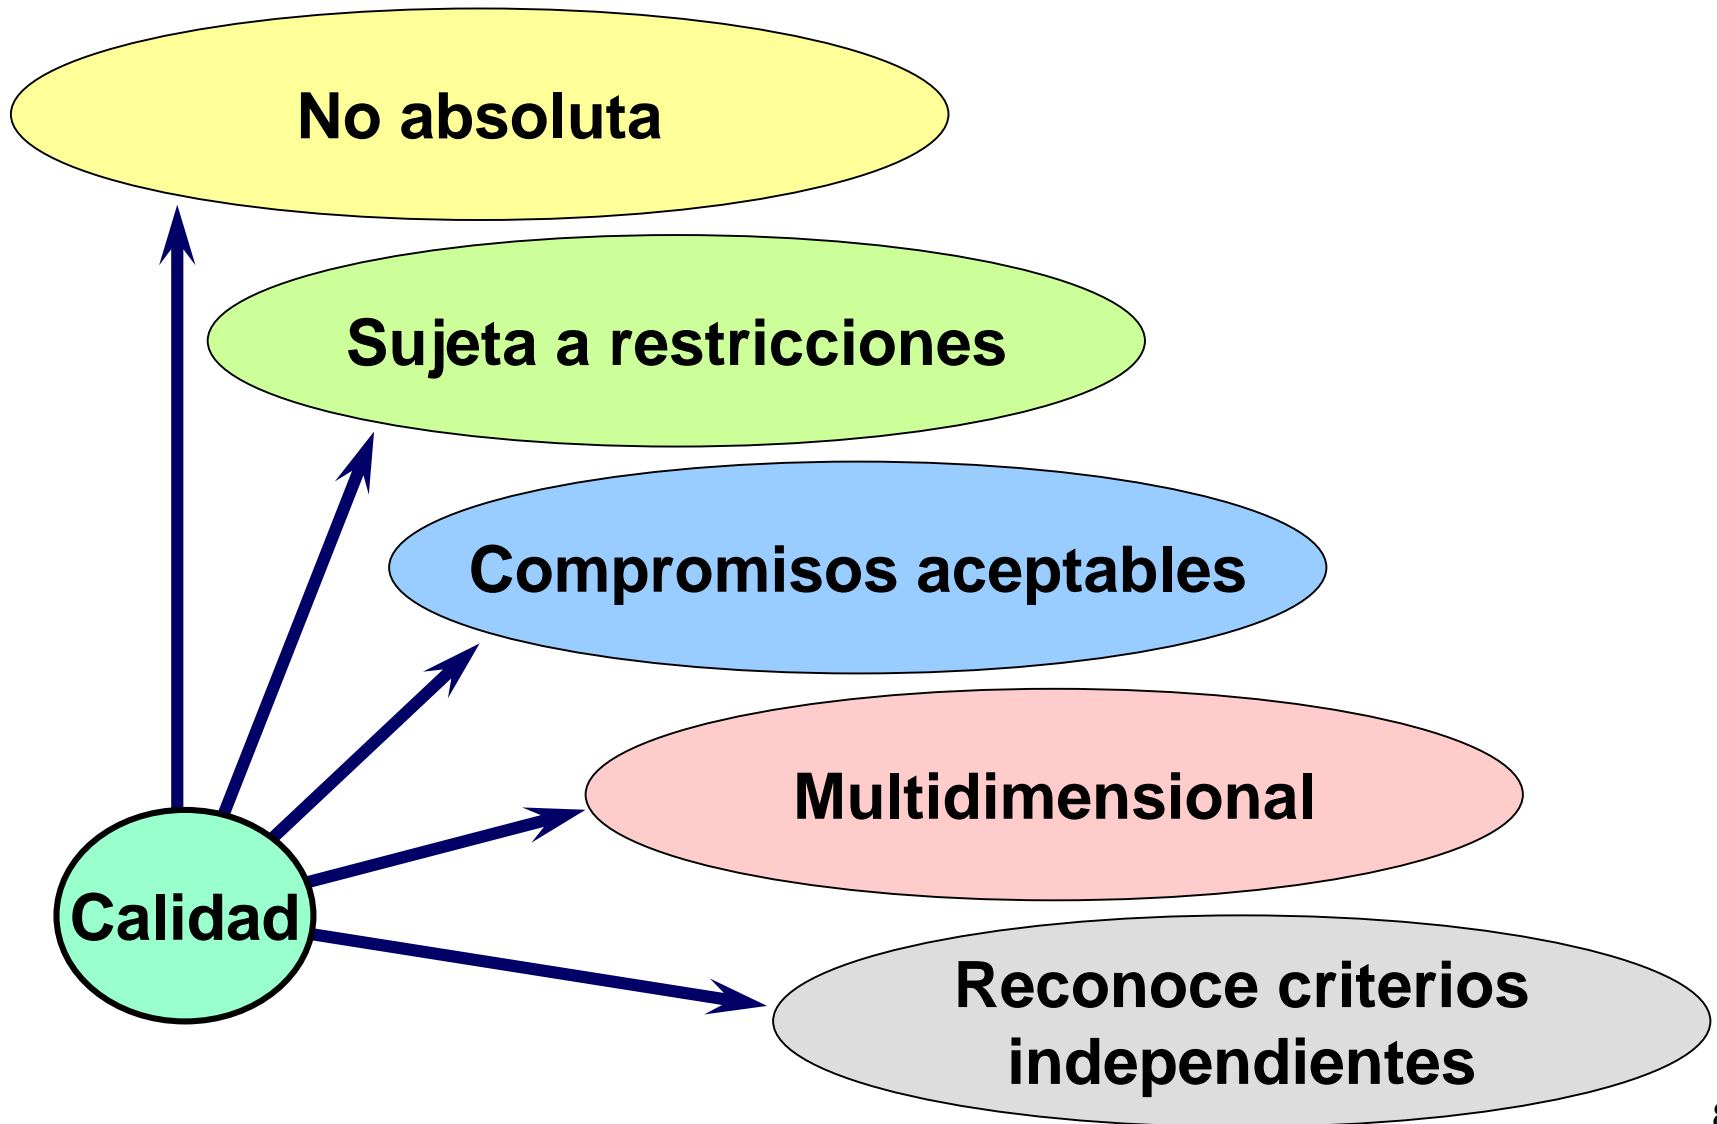 No absoluta
Sujeta a restricciones
Compromisos aceptables
Multidimensional
Calidad
Reconoce criterios
independientes